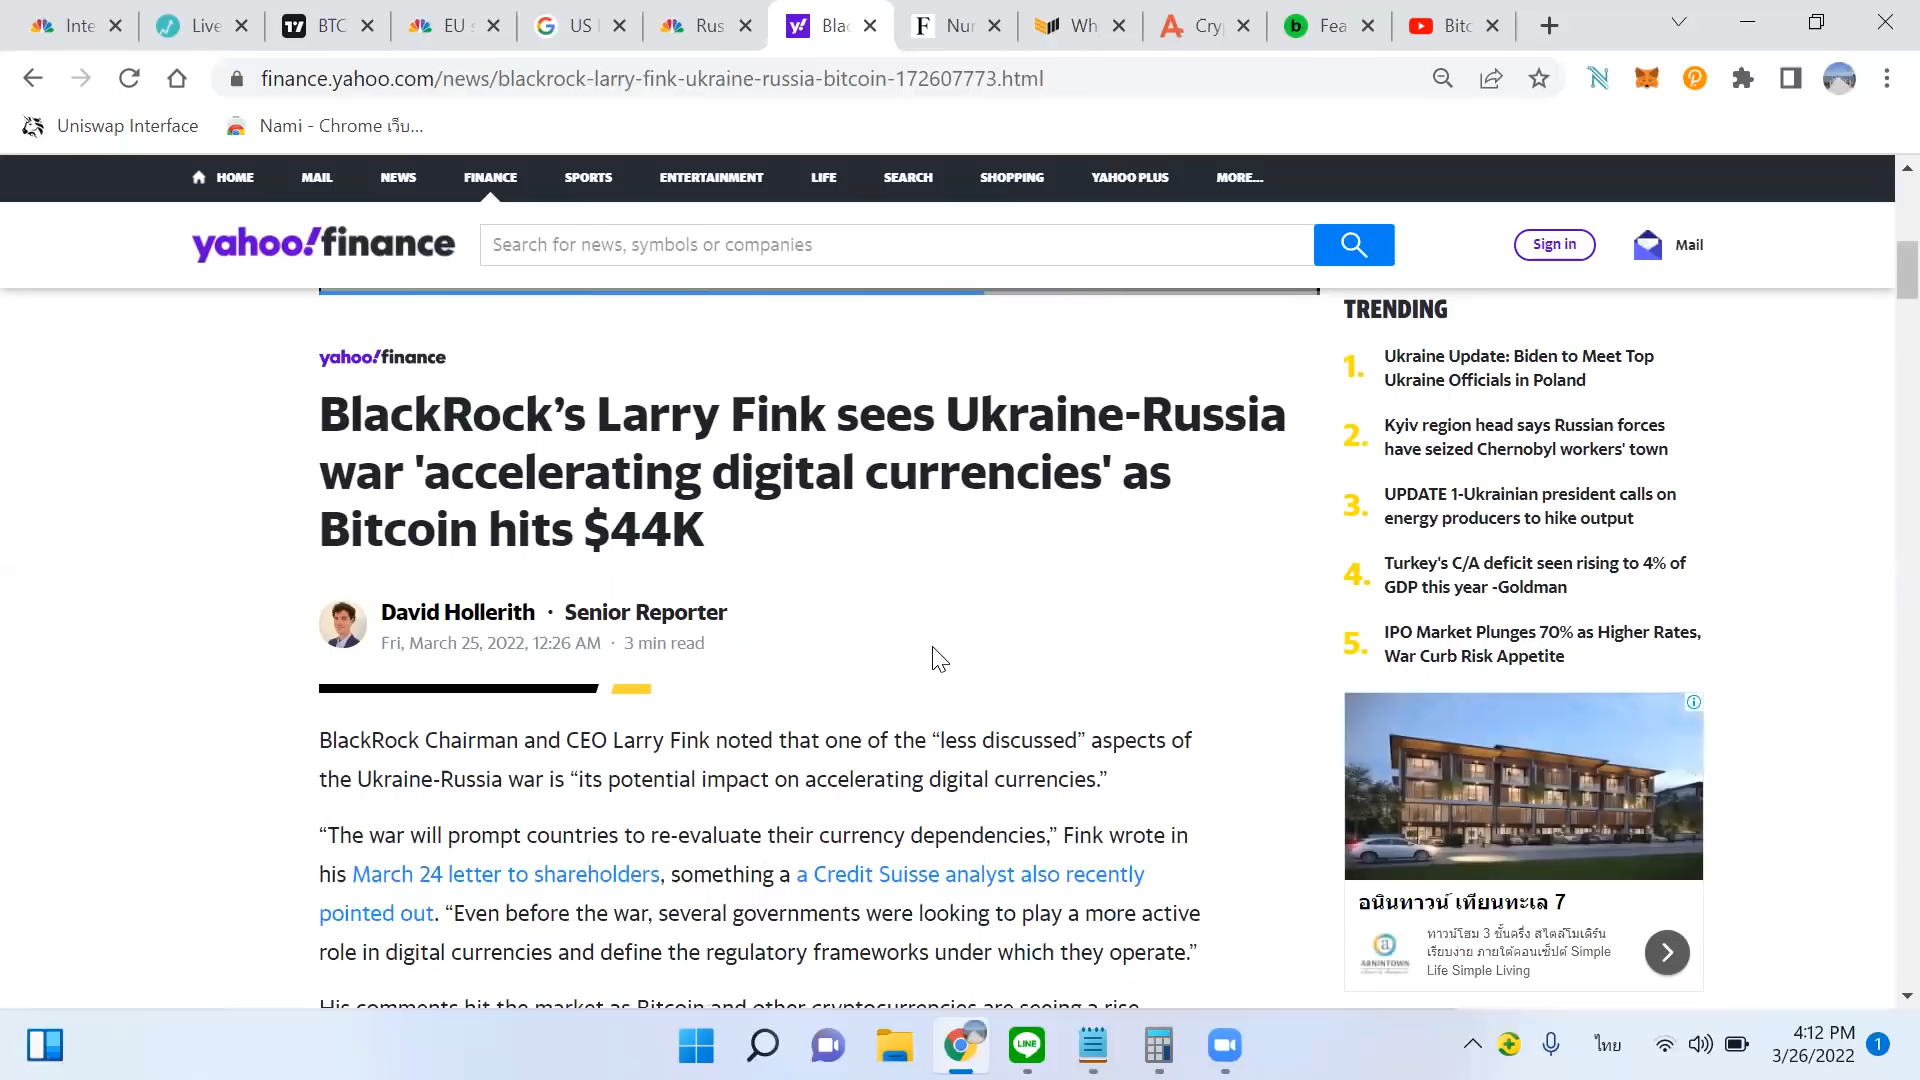 Inte
Live
BTC
EU s
US I
Rus
Blac
Nur
Wh
Cry
Fea
Bitc
finance.yahoo.com/news/blackrock-larry-fink-ukraine-russia-bitcoin-172607773.html
Uniswap Interface
Nami - Chrome เว็บ...
HOME MAIL NEWS FINANCE SPORTS ENTERTAINMENT LIFE SEARCH SHOPPING YAHOO PLUS MORE...
yahoo!finance
Search for news, symbols or companies
Sign in
Mail
yahoo!finance
BlackRock’s Larry Fink sees Ukraine-Russia
war 'accelerating digital currencies' as
Bitcoin hits $44K
David Hollerith · Senior Reporter
Fri, March 25, 2022, 12:26 AM · 3 min read
BlackRock Chairman and CEO Larry Fink noted that one of the “less discussed” aspects of
the Ukraine-Russia war is “its potential impact on accelerating digital currencies.”
“The war will prompt countries to re-evaluate their currency dependencies,” Fink wrote in
his March 24 letter to shareholders, something a a Credit Suisse analyst also recently
pointed out. “Even before the war, several governments were looking to play a more active
role in digital currencies and define the regulatory frameworks under which they operate.”
His comments hit the market as Bitcoin and other cryptocurrencies are seeing a rise
TRENDING
1. Ukraine Update: Biden to Meet Top
Ukraine Officials in Poland
2. Kyiv region head says Russian forces
have seized Chernobyl workers' town
3. UPDATE 1-Ukrainian president calls on
energy producers to hike output
4. Turkey's C/A deficit seen rising to 4% of
GDP this year -Goldman
5. IPO Market Plunges 70% as Higher Rates,
War Curb Risk Appetite
อนินทาวน์ เทียนทะเล 7
ทาวน์โฮม 3 ชั้นครึ่ง สไตล์โมเดิร์น
เรียบง่าย ภายใต้คอนเซ็ปต์ Simple
Life Simple Living
a
ARNINTOWN
LINE
ไทย
4:12 PM
3/26/2022
1